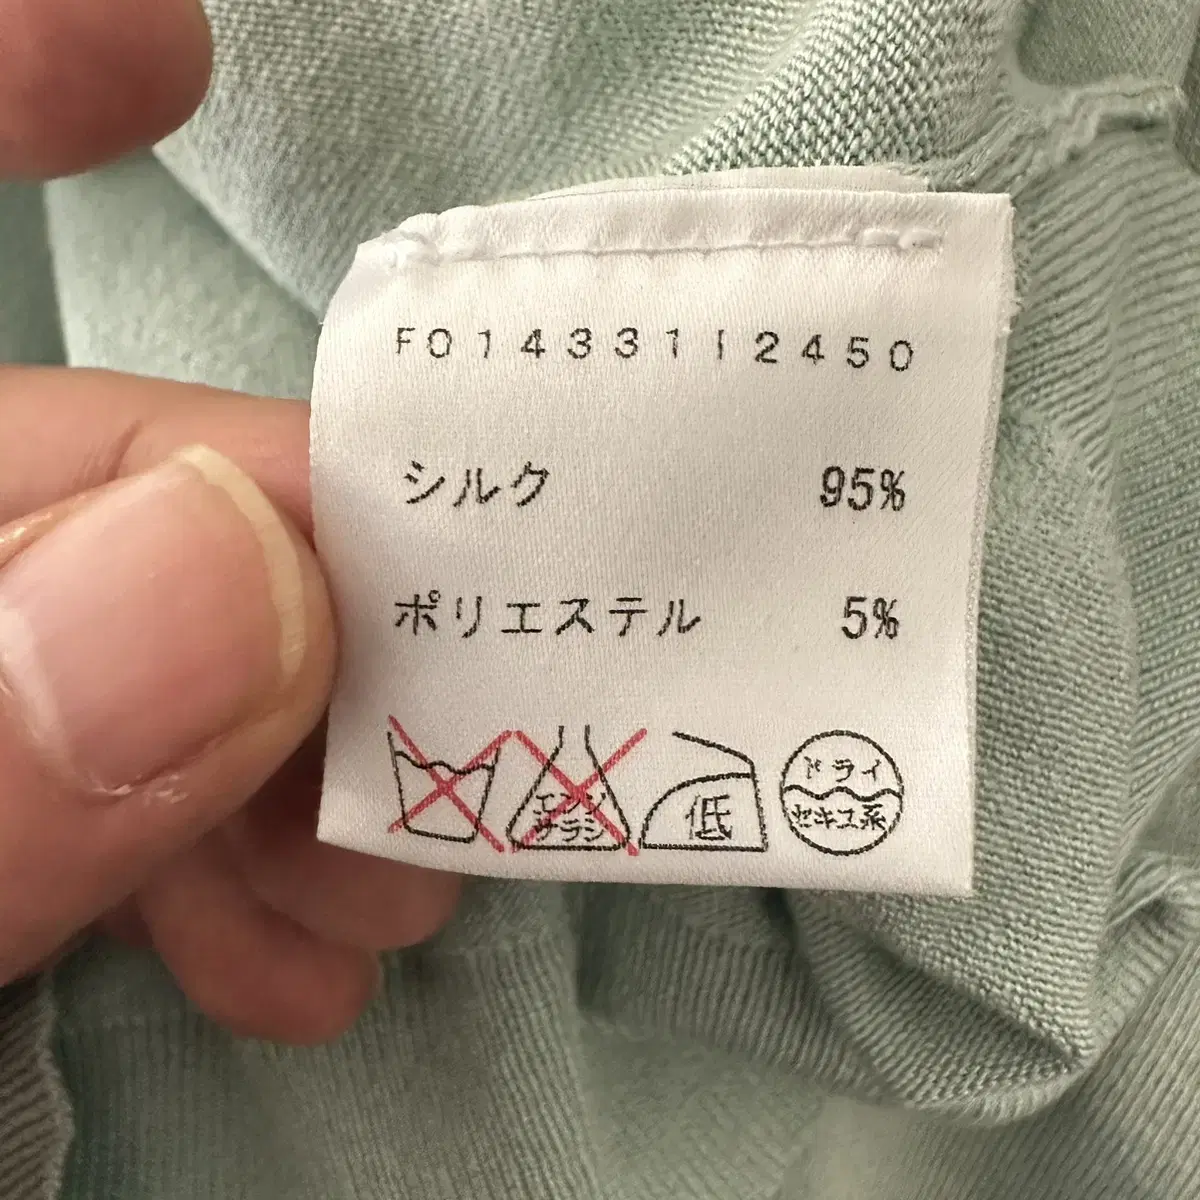 F01433112450
シルク 95%
ポリエステル 5%
エンソ
サラシ
低
ドライ
セキユ系